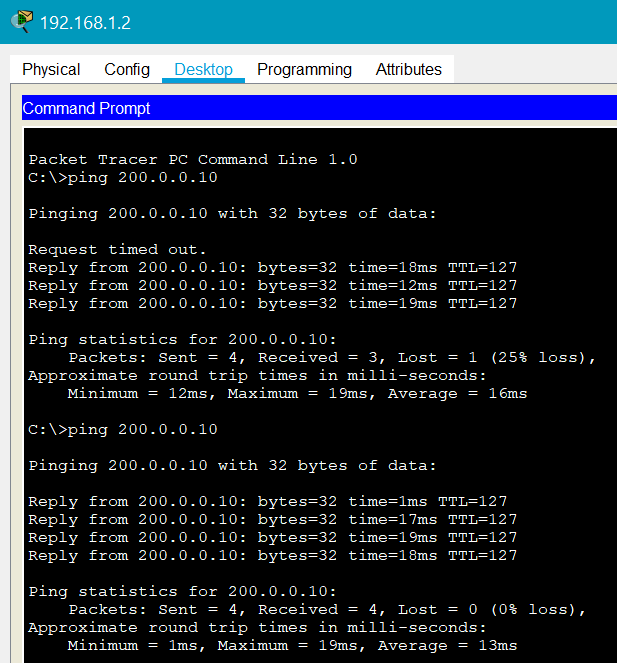 192.168.1.2
Physical Config Desktop Programming Attributes
Command Prompt
Packet Tracer PC Command Line 1.0
C:\>ping 200.0.0.10
Pinging 200.0.0.10 with 32 bytes of data:
Request timed out.
Reply from 200.0.0.10: bytes=32 time=18ms TTL=127
Reply from 200.0.0.10: bytes=32 time=12ms TTL=127
Reply from 200.0.0.10: bytes=32 time=19ms TTL=127
Ping statistics for 200.0.0.10:
Packets: Sent = 4, Received = 3, Lost = 1 (25% loss),
Approximate round trip times in milli-seconds:
Minimum = 12ms, Maximum = 19ms, Average = 16ms
C:\>ping 200.0.0.10
Pinging 200.0.0.10 with 32 bytes of data:
Reply from 200.0.0.10: bytes=32 time=1ms TTL=127
Reply from 200.0.0.10: bytes=32 time=17ms TTL=127
Reply from 200.0.0.10: bytes=32 time=19ms TTL=127
Reply from 200.0.0.10: bytes=32 time=18ms TTL=127
Ping statistics for 200.0.0.10:
Packets: Sent = 4, Received = 4, Lost = 0 (0% loss),
Approximate round trip times in milli-seconds:
Minimum = 1ms, Maximum = 19ms, Average = 13ms